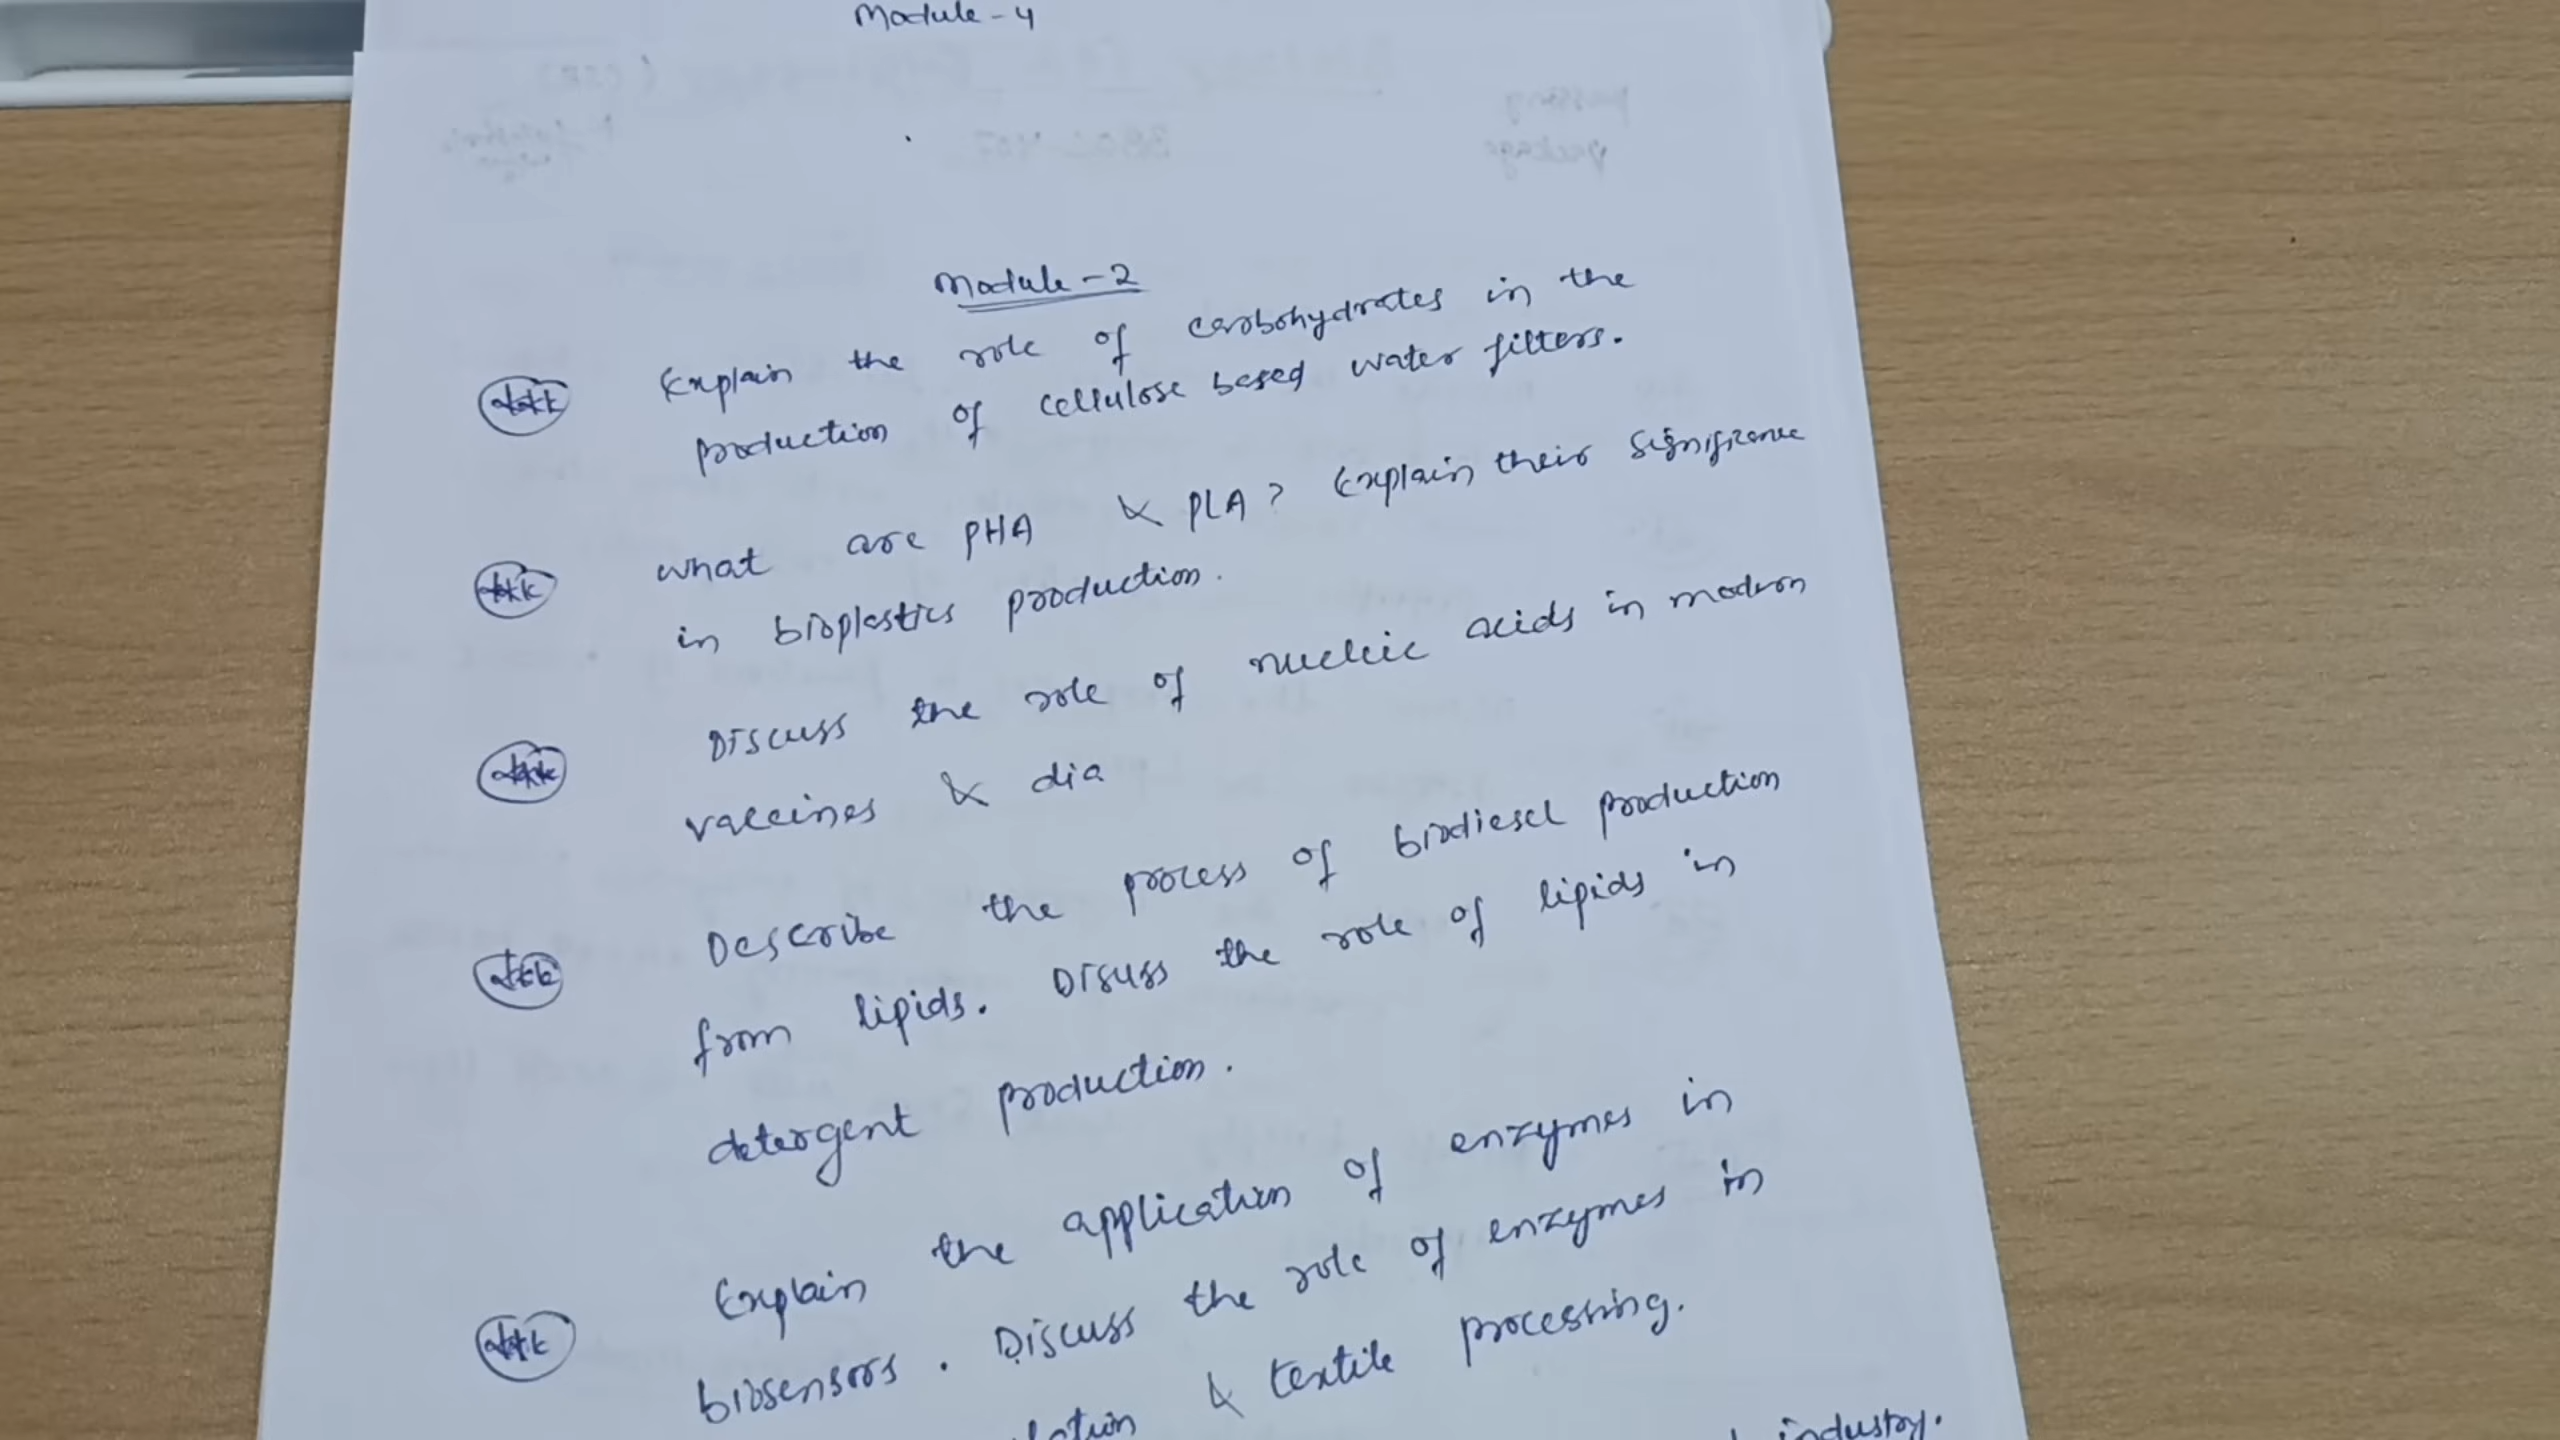 Module - 4
Module - 2
*** Explain the role of carbohydrates in the
production of cellulose based water filters.
*** What are PHA & PLA? Explain their significance
in bioplastics production.
*** Discuss the role of nucleic acids in modern
vaccines & dia
*** Describe the process of biodiesel production
from lipids. Discuss the role of lipids in
detergent production.
*** Explain the application of enzymes in
biosensors. Discuss the role of enzymes in
& textile processing.
industry.